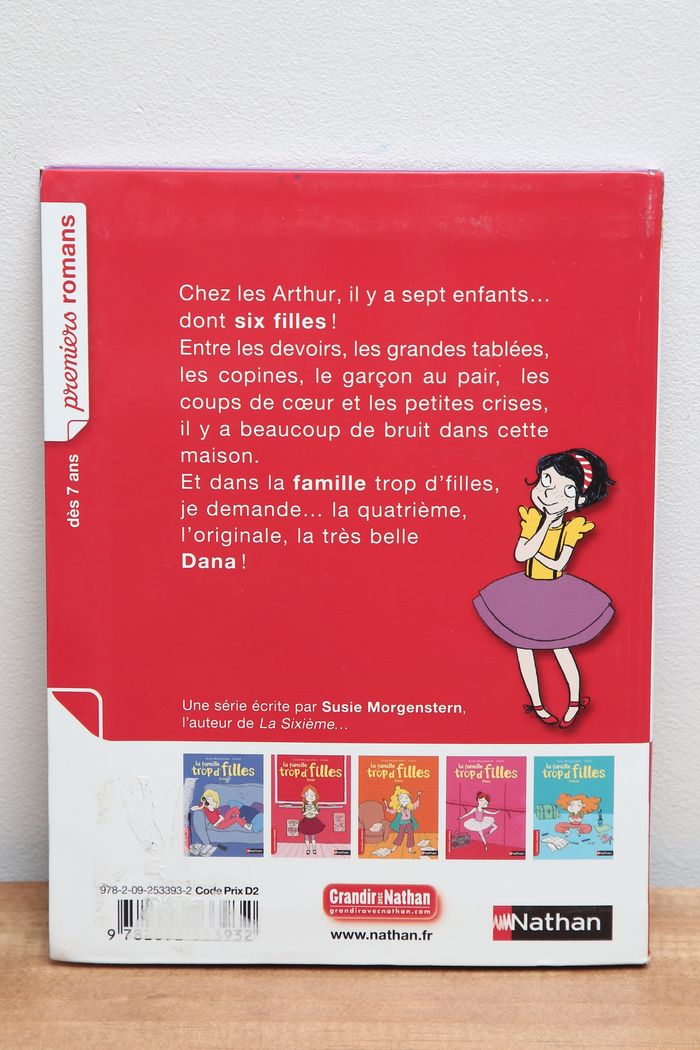 premiers romans
dès 7 ans
Chez les Arthur, il y a sept enfants...
dont six filles !
Entre les devoirs, les grandes tablées,
les copines, le garçon au pair, les
coups de cœur et les petites crises,
il y a beaucoup de bruit dans cette
maison.
Et dans la famille trop d'filles,
je demande... la quatrième,
l'originale, la très belle
Dana !
Une série écrite par Susie Morgenstern,
l'auteur de La Sixième...
la famille
trop d'filles
Nathan
la famille
trop d'filles
Nathan
la famille
trop d'filles
Nathan
la famille
trop d'filles
Nathan
la famille
trop d'filles
Nathan
978-2-09-253393-2 Code Prix D2
Grandir avec Nathan
grandiravecnathan.com
www.nathan.fr
Nathan